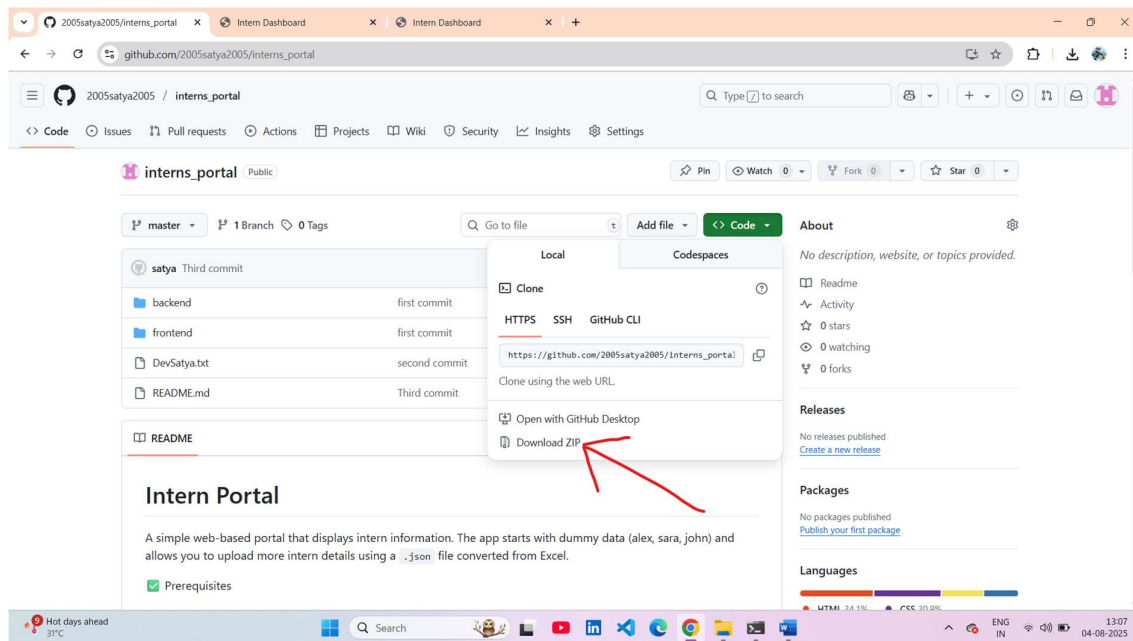 2005satya2005/interns_portal
Intern Dashboard
Intern Dashboard
github.com/2005satya2005/interns_portal
2005satya2005 / interns_portal
Type / to search
Code
Issues
Pull requests
Actions
Projects
Wiki
Security
Insights
Settings
interns_portal Public
Pin
Watch 0
Fork 0
Star 0
master
1 Branch
0 Tags
Go to file t
Add file
<> Code
satya Third commit
backend first commit
frontend first commit
DevSatya.txt second commit
README.md Third commit
Local
Codespaces
Clone
HTTPS SSH GitHub CLI
https://github.com/2005satya2005/interns_portal
Clone using the web URL.
Open with GitHub Desktop
Download ZIP
README
Intern Portal
A simple web-based portal that displays intern information. The app starts with dummy data (alex, sara, john) and
allows you to upload more intern details using a .json file converted from Excel.
✅ Prerequisites
About
No description, website, or topics provided.
Readme
Activity
0 stars
0 watching
0 forks
Releases
No releases published
Create a new release
Packages
No packages published
Publish your first package
Languages
HTML 34.1% CSS 30.9%
9
Hot days ahead
31°C
Search
ENG
IN
13:07
04-08-2025